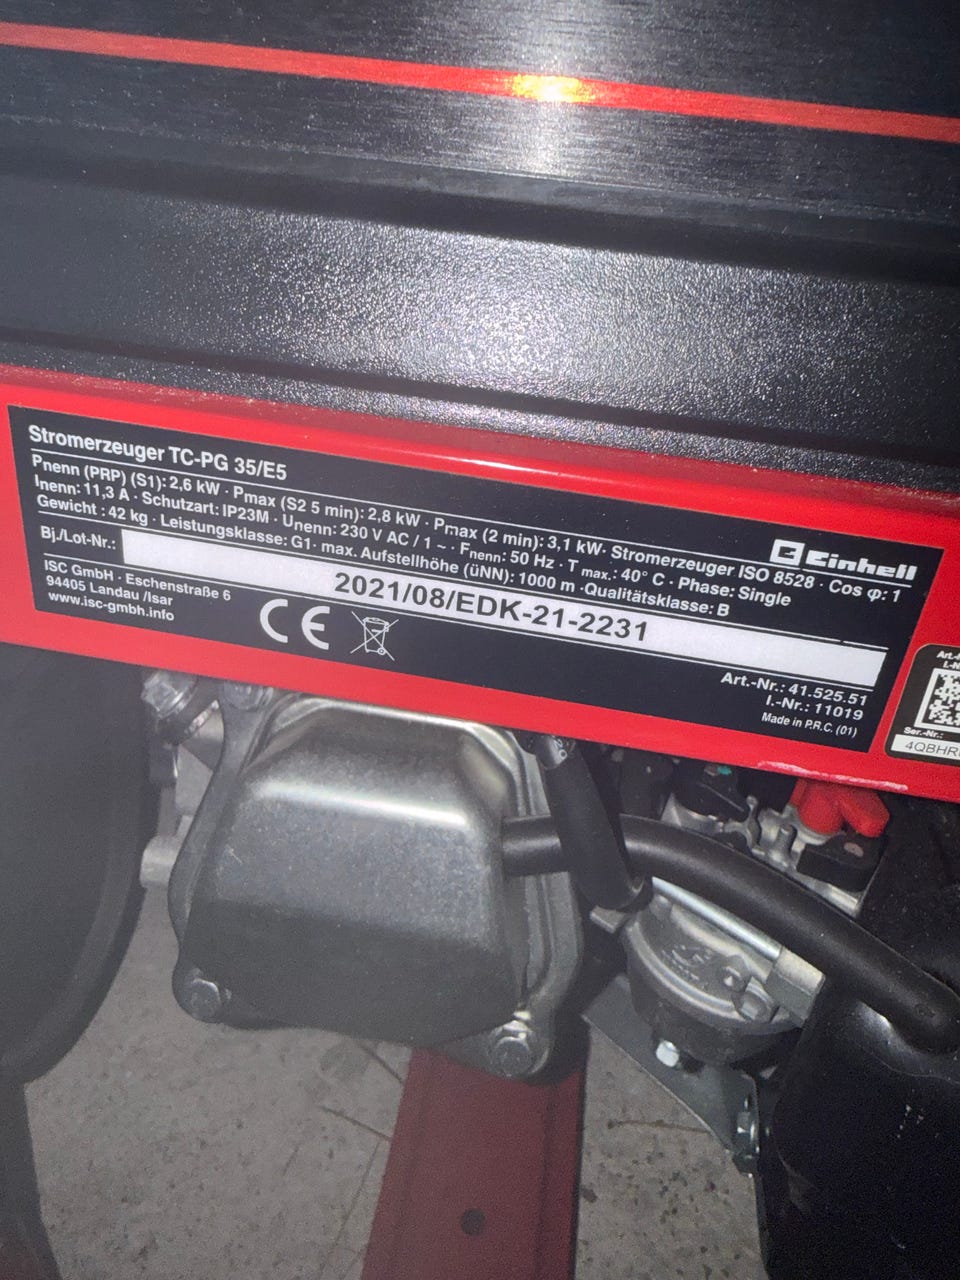 Stromerzeuger TC-PG 35/E5
Einhell
Pnenn (PRP) (S1): 2,6 kW · Pmax (S2 5 min): 2,8 kW · Pmax (2 min): 3,1 kW · Stromerzeuger ISO 8528 · Cos φ: 1
Inenn: 11,3 A · Schutzart: IP23M · Unenn: 230 V AC / 1 ~ · Fnenn: 50 Hz · T max.: 40° C · Phase: Single
Gewicht : 42 kg · Leistungsklasse: G1· max. Aufstellhöhe (üNN): 1000 m ·Qualitätsklasse: B
Bj./Lot-Nr.:
2021/08/EDK-21-2231
ISC GmbH · Eschenstraße 6
94405 Landau /Isar
www.isc-gmbh.info
CE
Art.-Nr.: 41.525.51
I.-Nr.: 11019
Made in P.R.C. (01)
Art.-
I.-N
Ser.-Nr.:
4QBHR